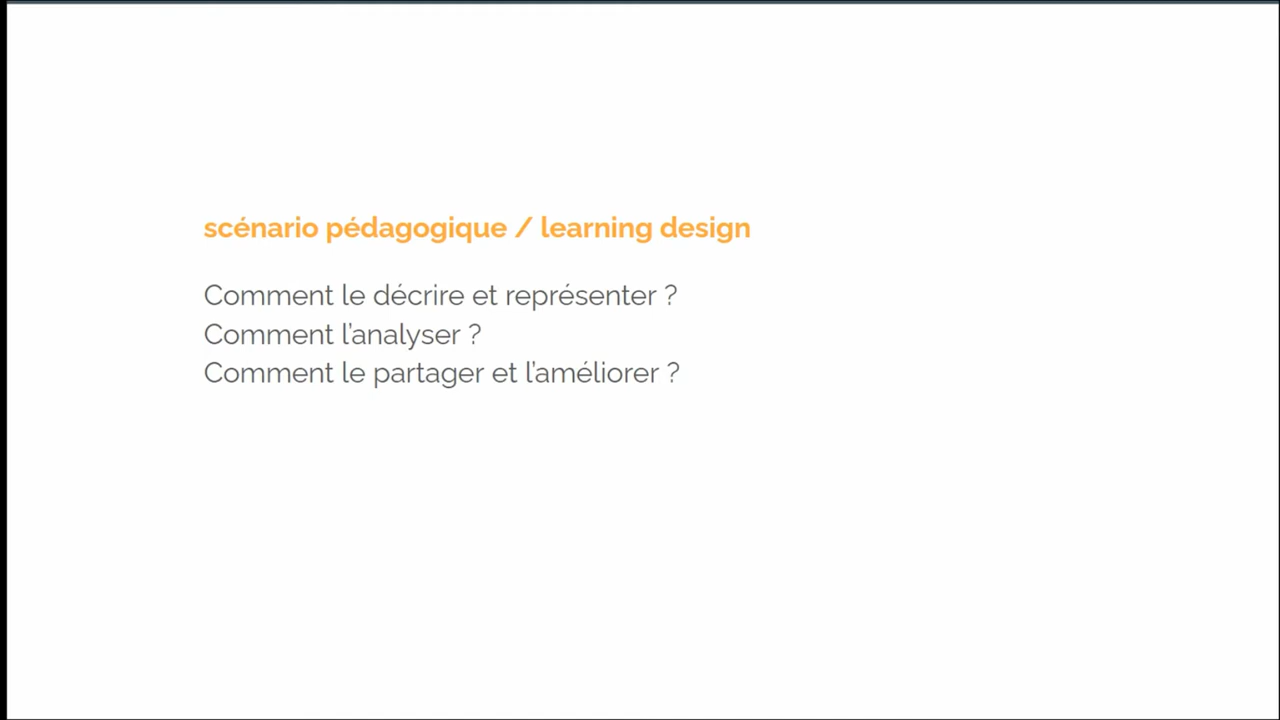 scénario pédagogique / learning design
Comment le décrire et représenter ?
Comment l’analyser ?
Comment le partager et l’améliorer ?